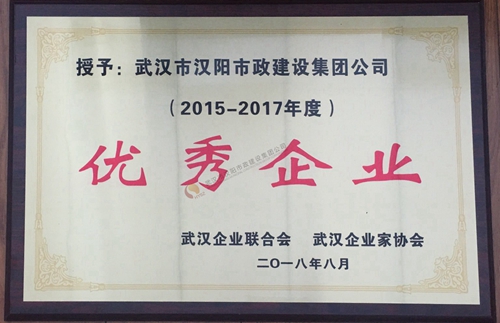 授予：武汉市汉阳市政建设集团公司
（2015-2017年度）
优秀企业
武汉企业联合会 武汉企业家协会
二〇一八年八月